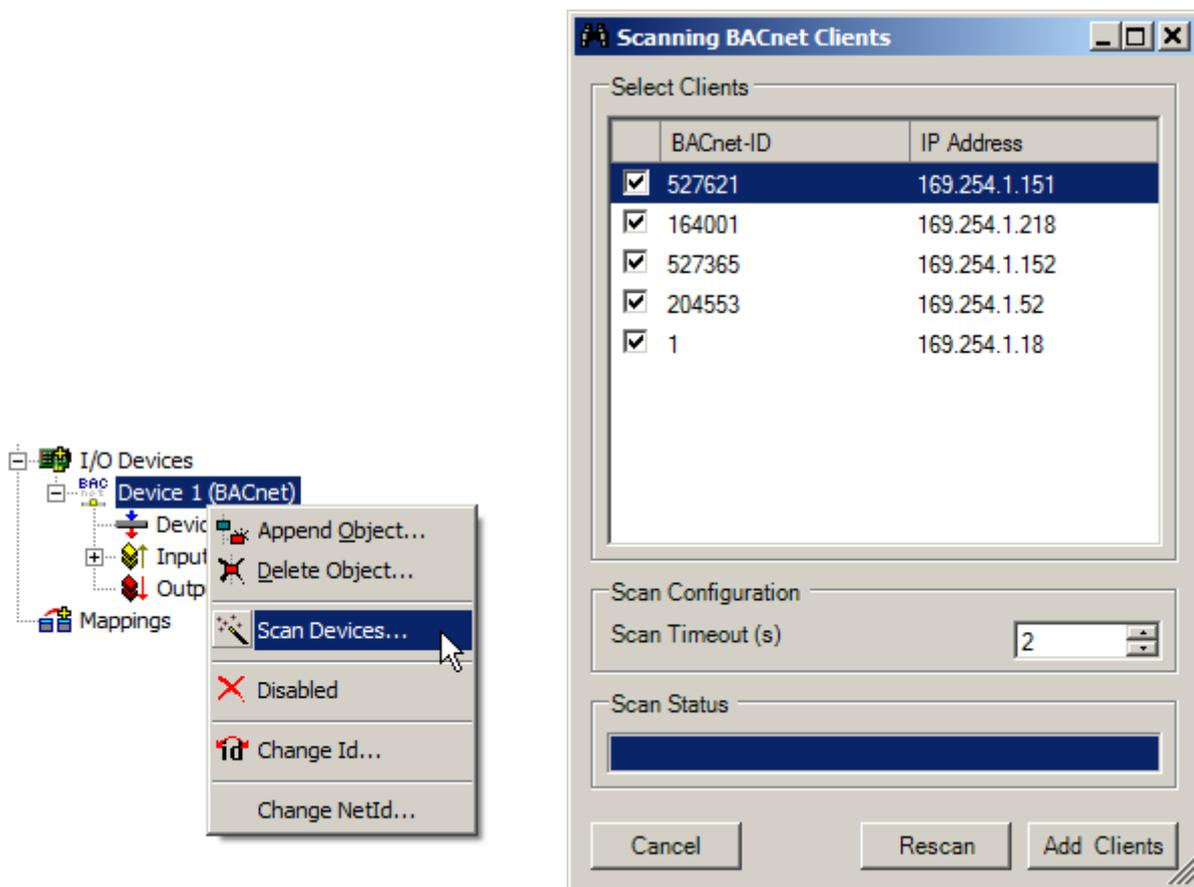 I/O Devices
BAC
net
Device 1 (BACnet)
Devic
Input
Outp
Mappings
Append Object...
Delete Object...
Scan Devices...
Disabled
id Change Id...
Change NetId...
Scanning BACnet Clients
Select Clients
BACnet-ID IP Address
527621 169.254.1.151
164001 169.254.1.218
527365 169.254.1.152
204553 169.254.1.52
1 169.254.1.18
Scan Configuration
Scan Timeout (s) 2
Scan Status
Cancel Rescan Add Clients